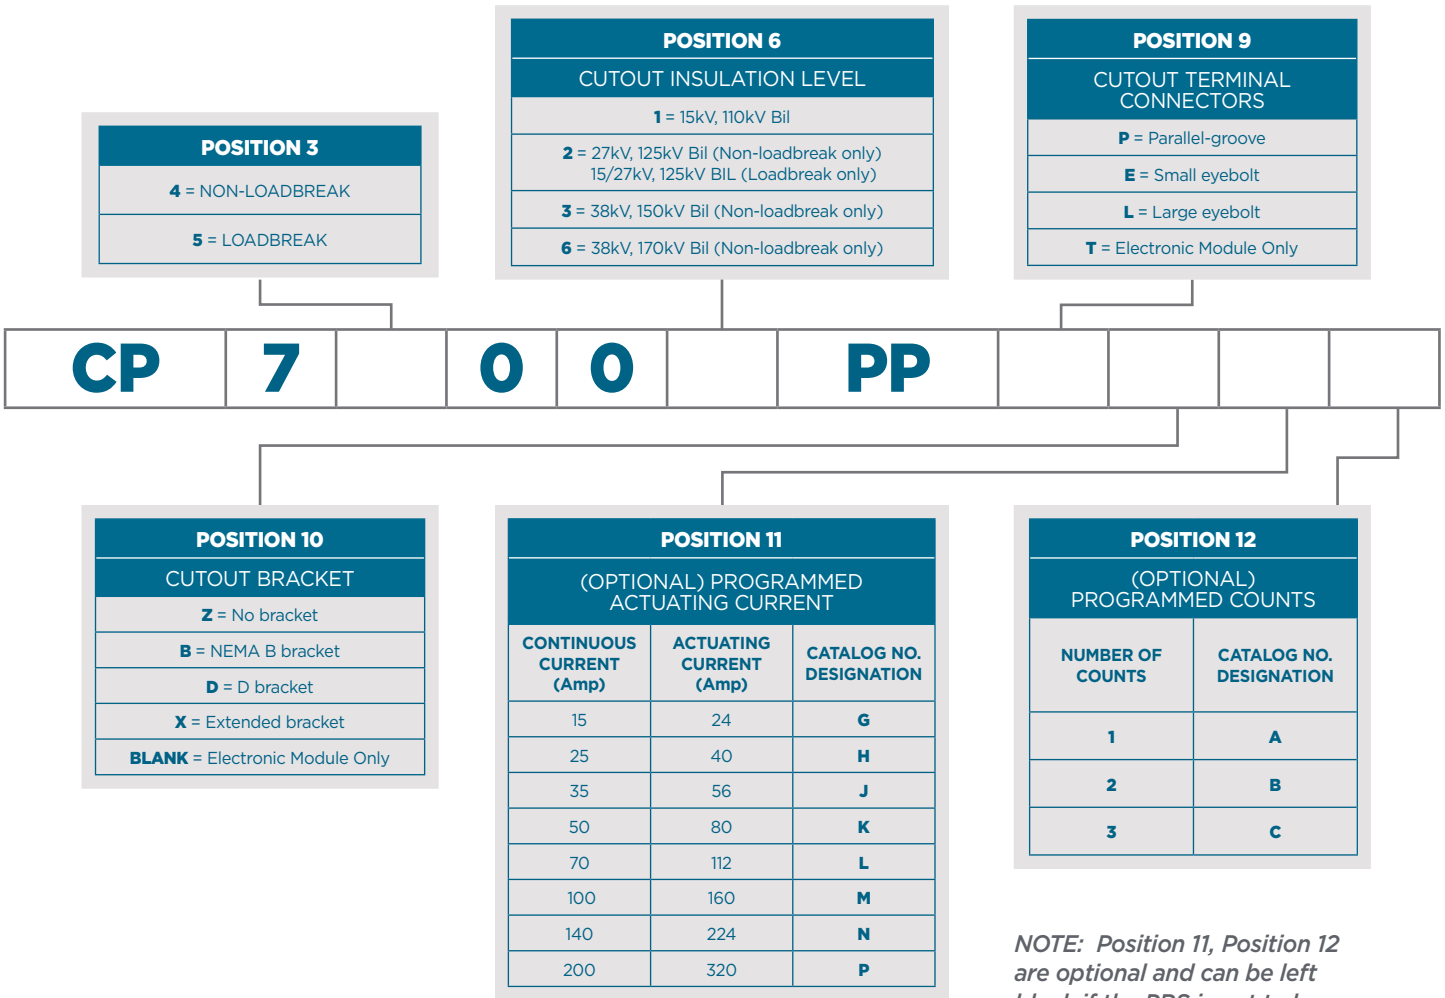 POSITION 3
4 = NON-LOADBREAK
5 = LOADBREAK
POSITION 6
CUTOUT INSULATION LEVEL
1 = 15kV, 110kV Bil
2 = 27kV, 125kV Bil (Non-loadbreak only)
15/27kV, 125kV BIL (Loadbreak only)
3 = 38kV, 150kV Bil (Non-loadbreak only)
6 = 38kV, 170kV Bil (Non-loadbreak only)
POSITION 9
CUTOUT TERMINAL
CONNECTORS
P = Parallel-groove
E = Small eyebolt
L = Large eyebolt
T = Electronic Module Only
CP 7 0 0 PP
POSITION 10
CUTOUT BRACKET
Z = No bracket
B = NEMA B bracket
D = D bracket
X = Extended bracket
BLANK = Electronic Module Only
POSITION 11
(OPTIONAL) PROGRAMMED
ACTUATING CURRENT
CONTINUOUS CURRENT (Amp) ACTUATING CURRENT (Amp) CATALOG NO. DESIGNATION
15 24 G
25 40 H
35 56 J
50 80 K
70 112 L
100 160 M
140 224 N
200 320 P
POSITION 12
(OPTIONAL)
PROGRAMMED COUNTS
NUMBER OF COUNTS CATALOG NO. DESIGNATION
1 A
2 B
3 C
NOTE: Position 11, Position 12
are optional and can be left